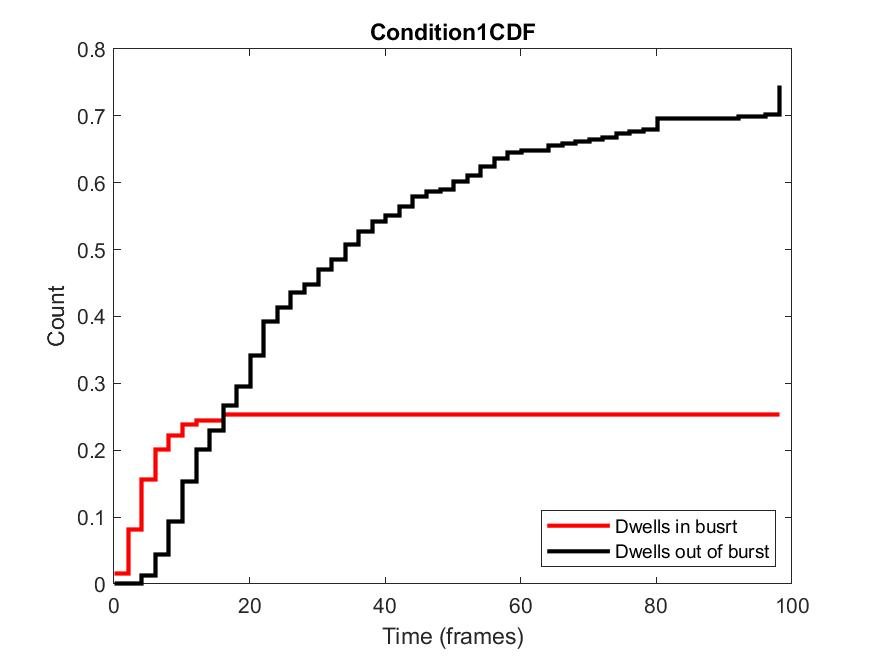 Condition1CDF
0.8
0.7
0.6
0.5
0.4
0.3
0.2
0.1
0
Count
0 20 40 60 80 100
Time (frames)
Dwells in busrt
Dwells out of burst